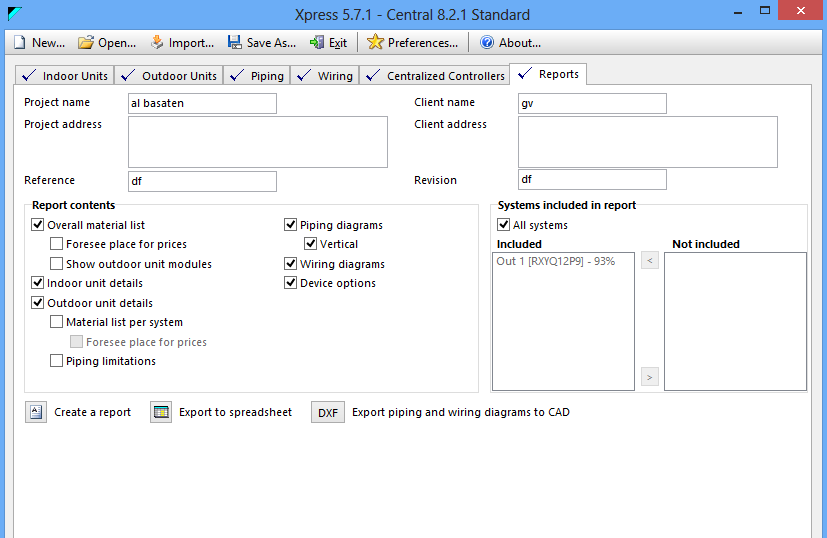 Xpress 5.7.1 - Central 8.2.1 Standard
New... Open... Import... Save As... Exit Preferences... About...
Indoor Units Outdoor Units Piping Wiring Centralized Controllers Reports
Project name al basaten Client name gv
Project address Client address
Reference df Revision df
Report contents
Overall material list
Foresee place for prices
Show outdoor unit modules
Indoor unit details
Outdoor unit details
Material list per system
Foresee place for prices
Piping limitations
Piping diagrams
Vertical
Wiring diagrams
Device options
Systems included in report
All systems
Included Not included
Out 1 [RXYQ12P9] - 93%
<
>
Create a report Export to spreadsheet DXF Export piping and wiring diagrams to CAD